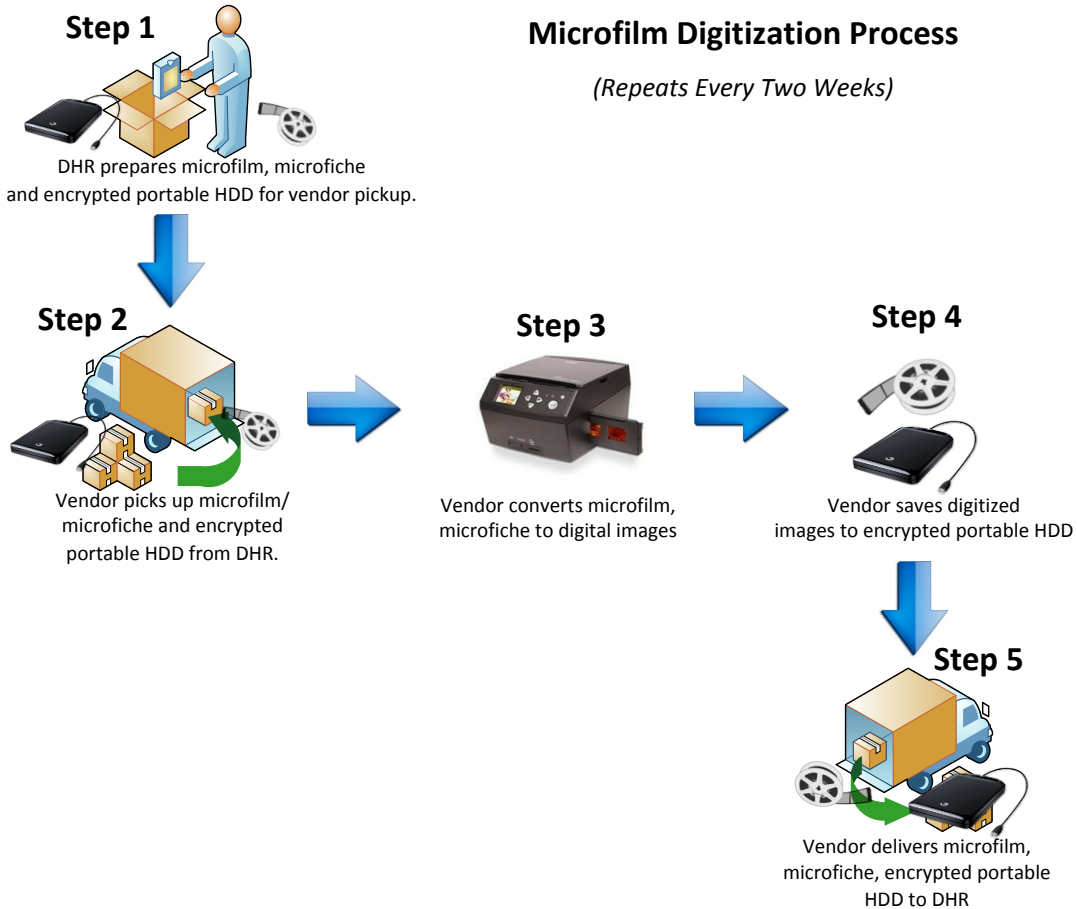 Microfilm Digitization Process
(Repeats Every Two Weeks)
Step 1
DHR prepares microfilm, microfiche
and encrypted portable HDD for vendor pickup.
Step 2
Vendor picks up microfilm/
microfiche and encrypted
portable HDD from DHR.
Step 3
Vendor converts microfilm,
microfiche to digital images
Step 4
Vendor saves digitized
images to encrypted portable HDD
Step 5
Vendor delivers microfilm,
microfiche, encrypted portable
HDD to DHR